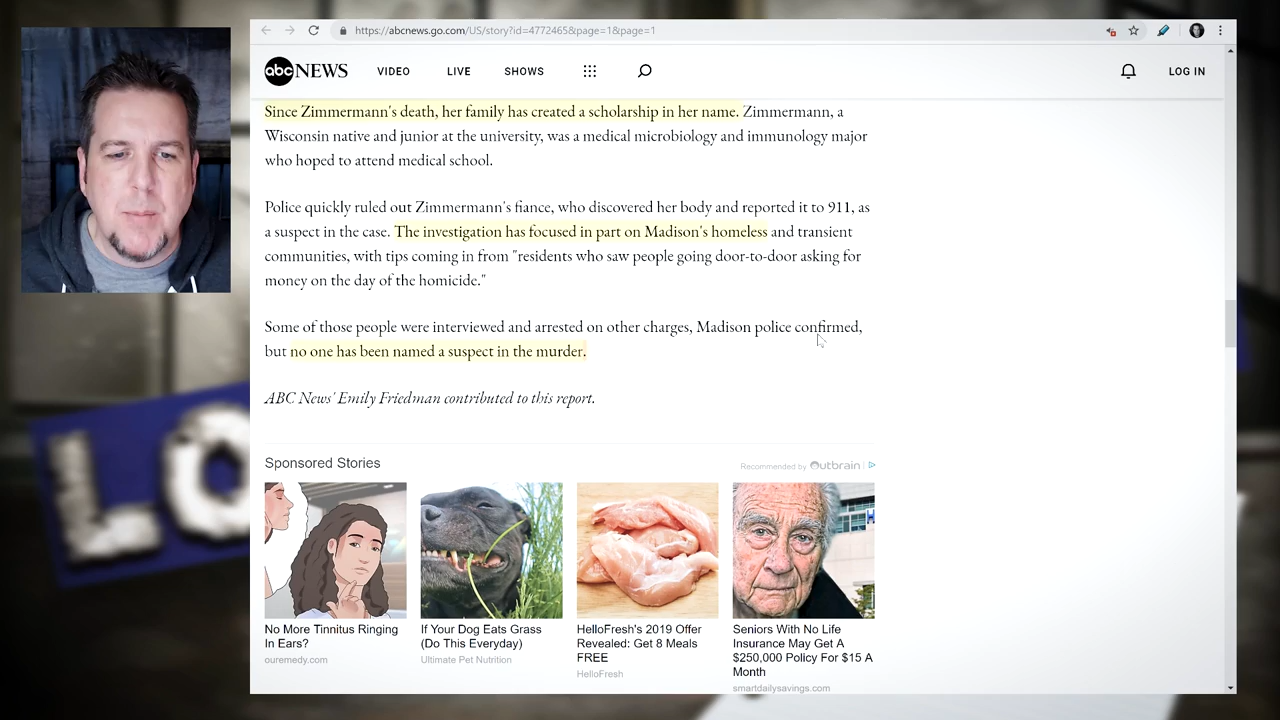 https://abcnews.go.com/US/story?id=4772465&page=1&page=1
abc NEWS VIDEO LIVE SHOWS LOG IN
Since Zimmermann's death, her family has created a scholarship in her name. Zimmermann, a
Wisconsin native and junior at the university, was a medical microbiology and immunology major
who hoped to attend medical school.
Police quickly ruled out Zimmermann's fiance, who discovered her body and reported it to 911, as
a suspect in the case. The investigation has focused in part on Madison's homeless and transient
communities, with tips coming in from "residents who saw people going door-to-door asking for
money on the day of the homicide."
Some of those people were interviewed and arrested on other charges, Madison police confirmed,
but no one has been named a suspect in the murder.
ABC News' Emily Friedman contributed to this report.
Sponsored Stories
Recommended by Outbrain
No More Tinnitus Ringing
In Ears?
ouremedy.com
If Your Dog Eats Grass
(Do This Everyday)
Ultimate Pet Nutrition
HelloFresh's 2019 Offer
Revealed: Get 8 Meals
FREE
HelloFresh
Seniors With No Life
Insurance May Get A
$250,000 Policy For $15 A
Month
smartdailysavings.com
LO